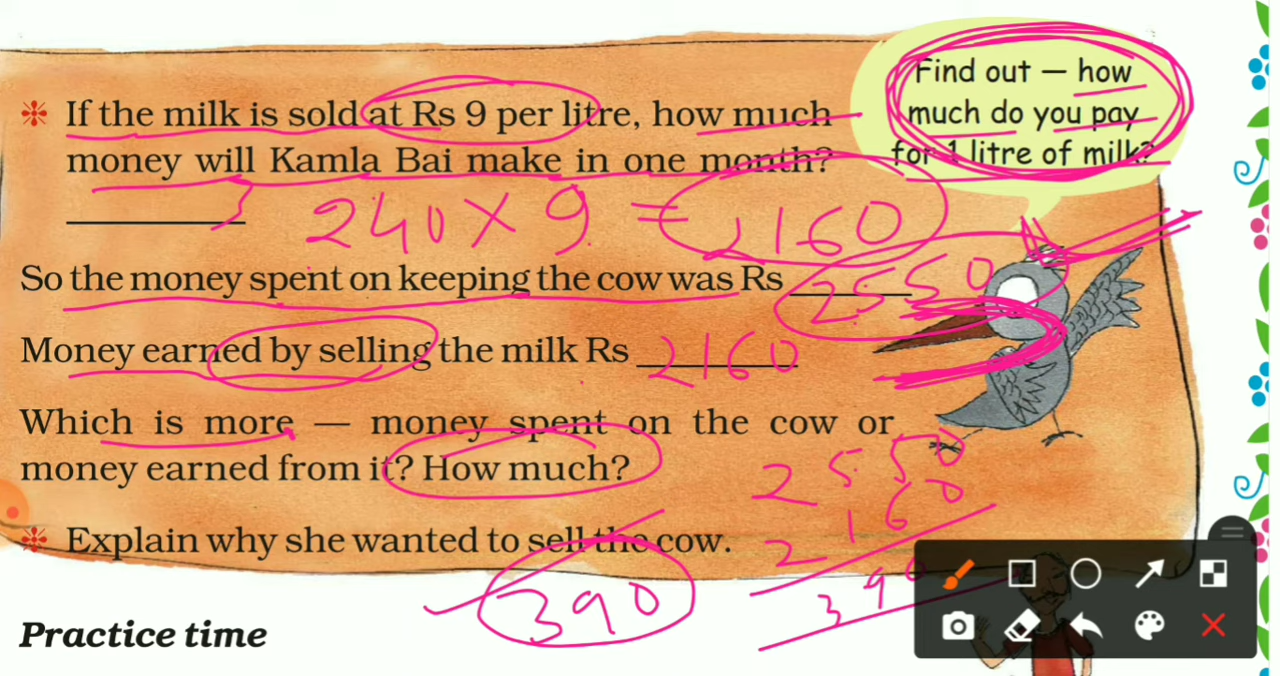 Find out — how
much do you pay
for 1 litre of milk?
If the milk is sold at Rs 9 per litre, how much
money will Kamla Bai make in one month?
240 × 9 = 2160
So the money spent on keeping the cow was Rs 2550
Money earned by selling the milk Rs 2160
Which is more — money spent on the cow or
money earned from it? How much?
2550
2160
390
Explain why she wanted to sell the cow.
390
Practice time